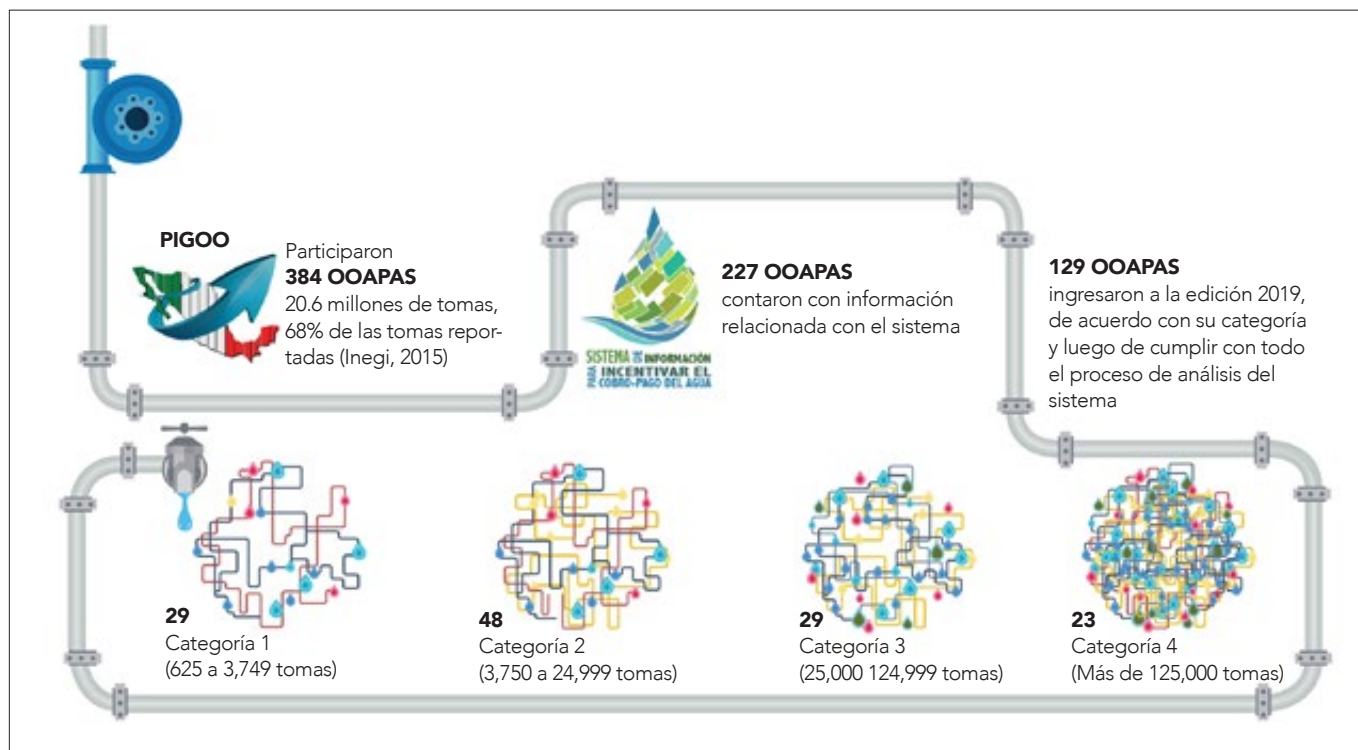 PIGOO
Participaron
384 OOAPAS
20.6 millones de tomas,
68% de las tomas repor-
tadas (Inegi, 2015)
SISTEMA DE INFORMACIÓN
PARA INCENTIVAR EL
COBRO-PAGO DEL AGUA
227 OOAPAS
contaron con información
relacionada con el sistema
129 OOAPAS
ingresaron a la edición 2019,
de acuerdo con su categoría
y luego de cumplir con todo
el proceso de análisis del
sistema
29
Categoría 1
(625 a 3,749 tomas)
48
Categoría 2
(3,750 a 24,999 tomas)
29
Categoría 3
(25,000 124,999 tomas)
23
Categoría 4
(Más de 125,000 tomas)